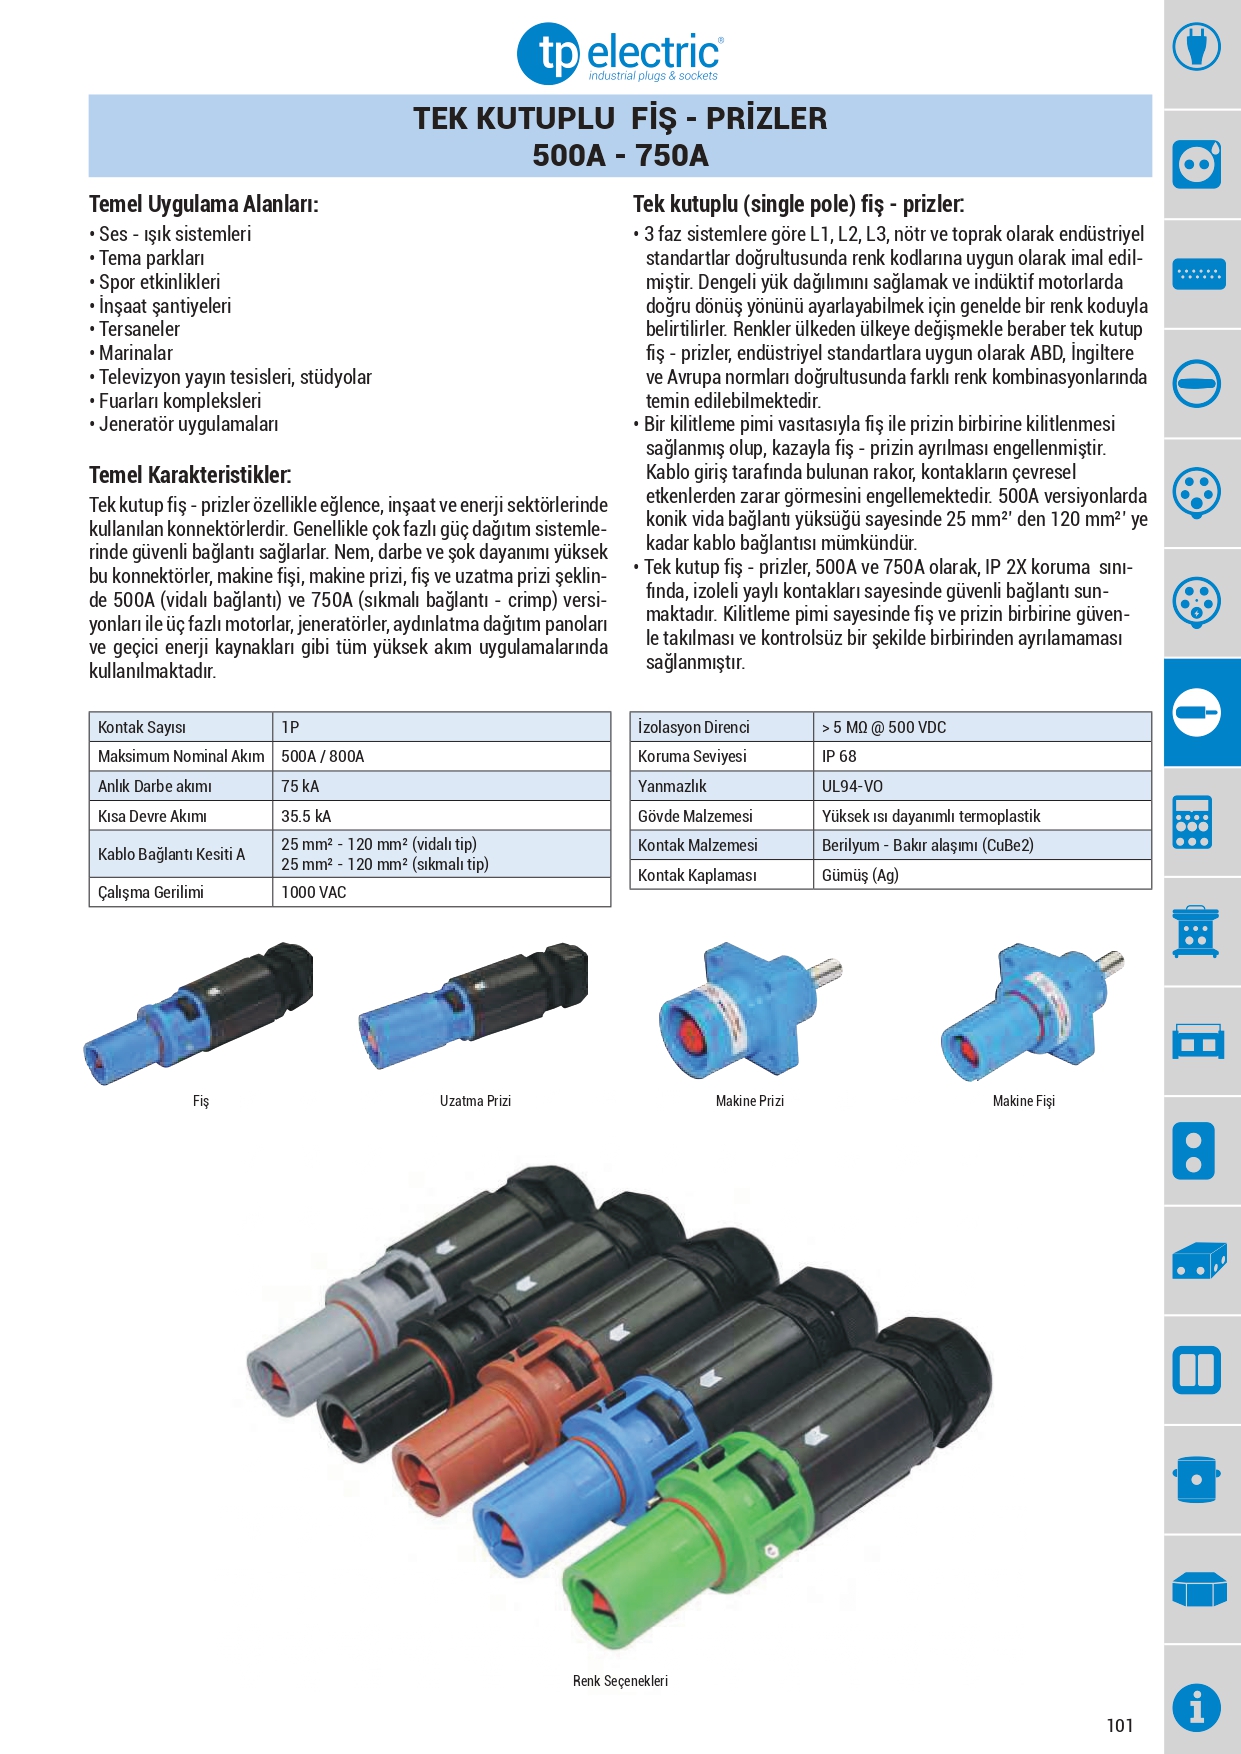 tp electric®
industrial plugs & sockets
TEK KUTUPLU FİŞ - PRİZLER
500A - 750A
Temel Uygulama Alanları:
• Ses - ışık sistemleri
• Tema parkları
• Spor etkinlikleri
• İnşaat şantiyeleri
• Tersaneler
• Marinalar
• Televizyon yayın tesisleri, stüdyolar
• Fuarları kompleksleri
• Jeneratör uygulamaları
Temel Karakteristikler:
Tek kutup fiş - prizler özellikle eğlence, inşaat ve enerji sektörlerinde
kullanılan konnektörlerdir. Genellikle çok fazlı güç dağıtım sistemle-
rinde güvenli bağlantı sağlarlar. Nem, darbe ve şok dayanımı yüksek
bu konnektörler, makine fişi, makine prizi, fiş ve uzatma prizi şeklin-
de 500A (vidalı bağlantı) ve 750A (sıkmalı bağlantı - crimp) versi-
yonları ile üç fazlı motorlar, jeneratörler, aydınlatma dağıtım panoları
ve geçici enerji kaynakları gibi tüm yüksek akım uygulamalarında
kullanılmaktadır.
Tek kutuplu (single pole) fiş - prizler:
• 3 faz sistemlere göre L1, L2, L3, nötr ve toprak olarak endüstriyel
standartlar doğrultusunda renk kodlarına uygun olarak imal edil-
miştir. Dengeli yük dağılımını sağlamak ve indüktif motorlarda
doğru dönüş yönünü ayarlayabilmek için genelde bir renk koduyla
belirtilirler. Renkler ülkeden ülkeye değişmekle beraber tek kutup
fiş - prizler, endüstriyel standartlara uygun olarak ABD, İngiltere
ve Avrupa normları doğrultusunda farklı renk kombinasyonlarında
temin edilebilmektedir.
• Bir kilitleme pimi vasıtasıyla fiş ile prizin birbirine kilitlenmesi
sağlanmış olup, kazayla fiş - prizin ayrılması engellenmiştir.
Kablo giriş tarafında bulunan rakor, kontakların çevresel
etkenlerden zarar görmesini engellemektedir. 500A versiyonlarda
konik vida bağlantı yüksüğü sayesinde 25 mm²’ den 120 mm²’ ye
kadar kablo bağlantısı mümkündür.
• Tek kutup fiş - prizler, 500A ve 750A olarak, IP 2X koruma sını-
fında, izoleli yaylı kontakları sayesinde güvenli bağlantı sun-
maktadır. Kilitleme pimi sayesinde fiş ve prizin birbirine güven-
le takılması ve kontrolsüz bir şekilde birbirinden ayrılamaması
sağlanmıştır.
Kontak Sayısı 1P
Maksimum Nominal Akım 500A / 800A
Anlık Darbe akımı 75 kA
Kısa Devre Akımı 35.5 kA
Kablo Bağlantı Kesiti A 25 mm² - 120 mm² (vidalı tip)
25 mm² - 120 mm² (sıkmalı tip)
Çalışma Gerilimi 1000 VAC
İzolasyon Direnci > 5 MΩ @ 500 VDC
Koruma Seviyesi IP 68
Yanmazlık UL94-VO
Gövde Malzemesi Yüksek ısı dayanımlı termoplastik
Kontak Malzemesi Berilyum - Bakır alaşımı (CuBe2)
Kontak Kaplaması Gümüş (Ag)
Fiş
Uzatma Prizi
Makine Prizi
Makine Fişi
Renk Seçenekleri
101